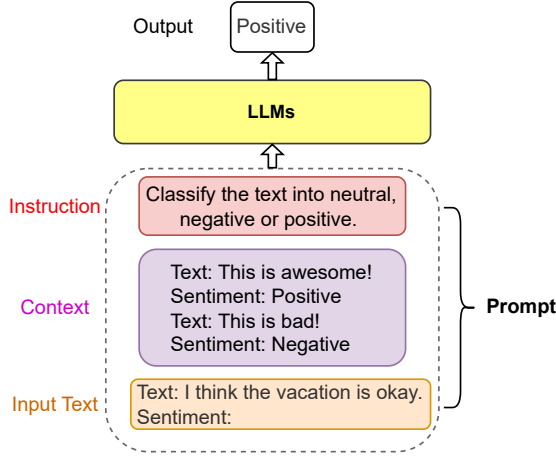 Output
Positive
LLMs
Instruction
Classify the text into neutral,
negative or positive.
Context
Text: This is awesome!
Sentiment: Positive
Text: This is bad!
Sentiment: Negative
Prompt
Input Text
Text: I think the vacation is okay.
Sentiment: